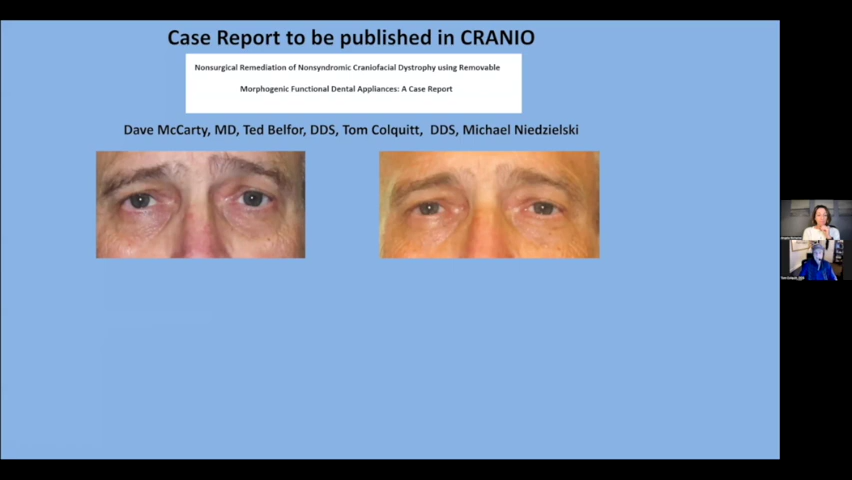 Case Report to be published in CRANIO
Nonsurgical Remediation of Nonsyndromic Craniofacial Dystrophy using Removable
Morphogenic Functional Dental Appliances: A Case Report
Dave McCarty, MD, Ted Belfor, DDS, Tom Colquitt, DDS, Michael Niedzielski